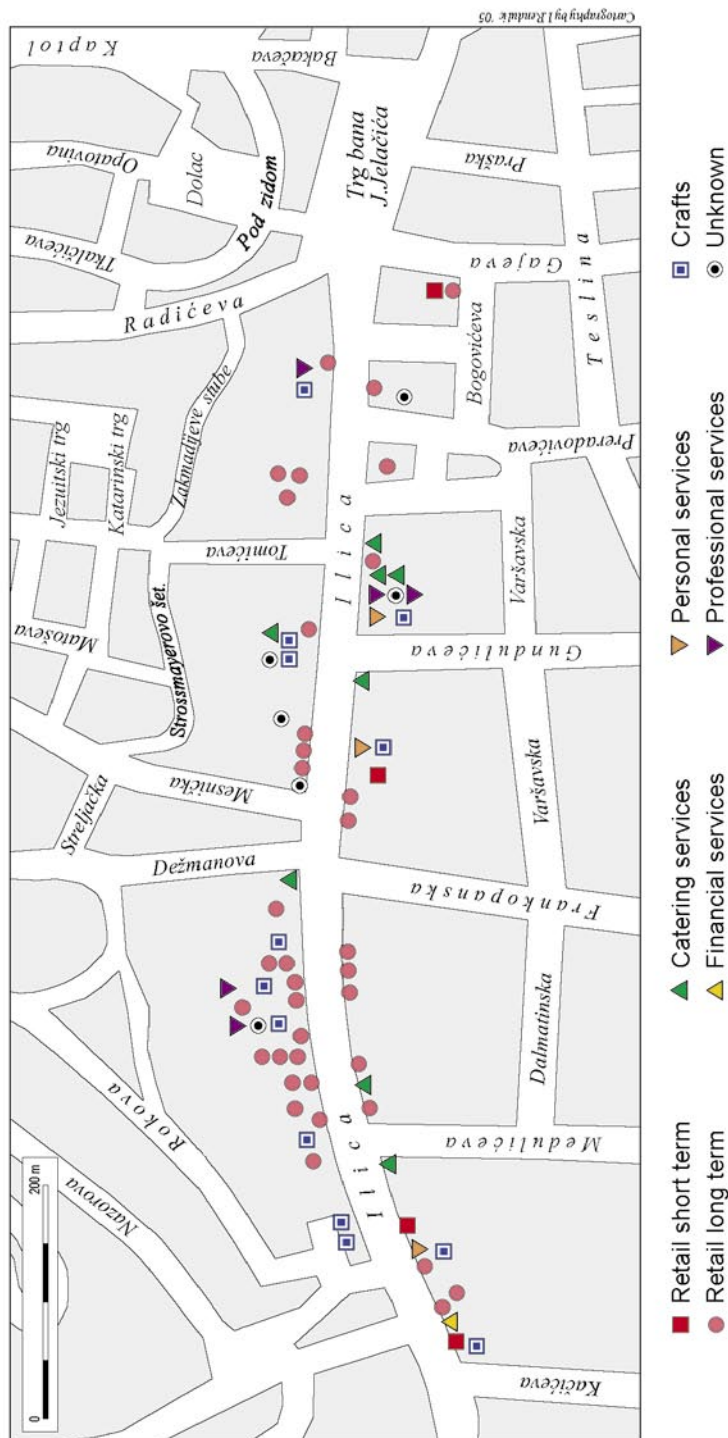 Nazorova
Rokova
Streljačka
Mesnička
Dežmanova
Matoševa
Strossmayerovo šet.
Jezuitski trg
Katarinski trg
Zakmadijeve stube
Tomićeva
Radićeva
Tkalčićeva
Opatovina
Kaptol
Dolac
Pod zidom
Bakačeva
Trg bana
J.Jelačića
Ilica
Ilica
Kačićeva
Medulićeva
Dalmatinska
Frankopanska
Varšavska
Gundulićeva
Varšavska
Preradovićeva
Bogovićeva
Gajeva
Praška
Teslina
0 200 m
Cartography by I.Rendulić '05
Retail short term
Retail long term
Catering services
Financial services
Personal services
Professional services
Crafts
Unknown